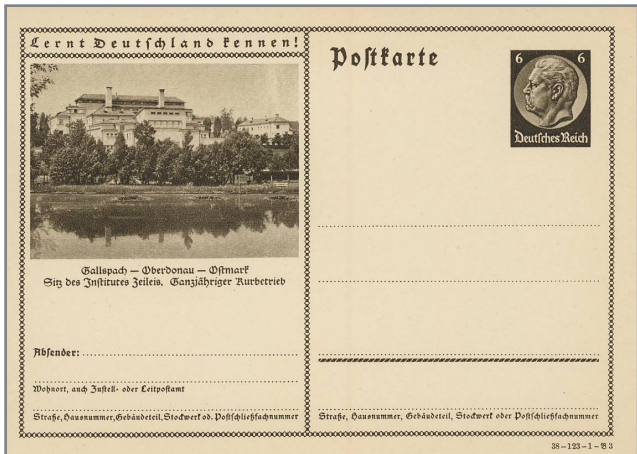 Lernt Deutschland kennen!
Gallspach — Oberdonau — Ostmark
Sitz des Institutes Zeileis. Ganzjähriger Kurbetrieb
Absender:
Wohnort, auch Zustell- oder Leitpostamt
Straße, Hausnummer, Gebäudeteil, Stockwerk od. Postschließfachnummer
Postkarte
6 6
Deutsches Reich
Straße, Hausnummer, Gebäudeteil, Stockwerk oder Postschließfachnummer
38–123–1–B3